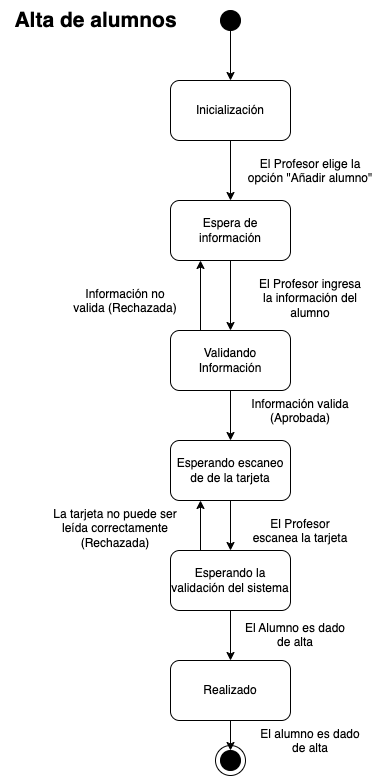 Alta de alumnos
Inicialización
El Profesor elige la
opción "Añadir alumno"
Espera de
información
Información no
valida (Rechazada)
El Profesor ingresa
la información del
alumno
Validando
Información
Información valida
(Aprobada)
Esperando escaneo
de de la tarjeta
La tarjeta no puede ser
leída correctamente
(Rechazada)
El Profesor
escanea la tarjeta
Esperando la
validación del sistema
El Alumno es dado
de alta
Realizado
El alumno es dado
de alta